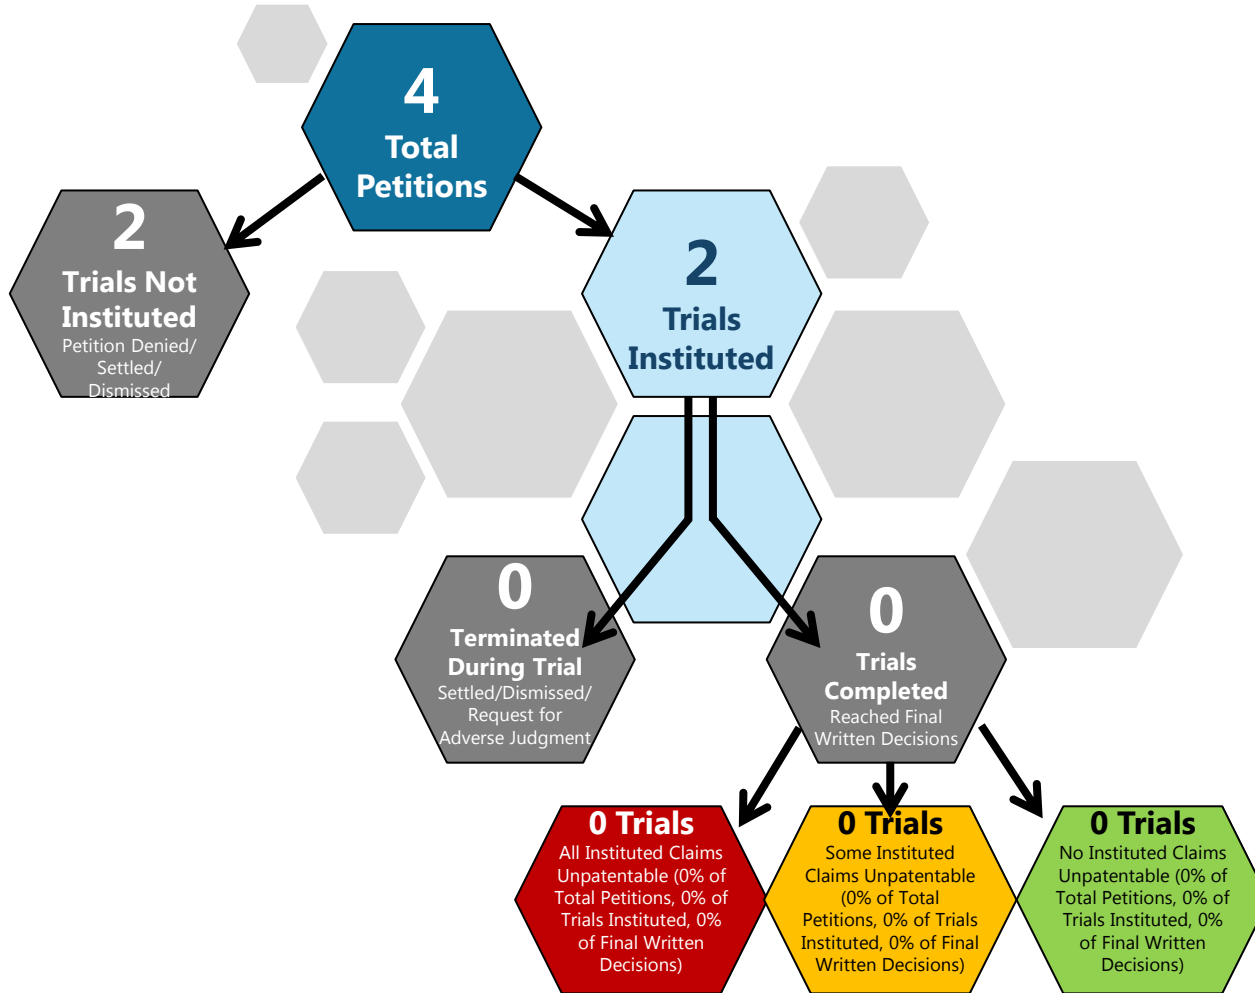 4
Total
Petitions
2
Trials Not
Instituted
Petition Denied/
Settled/
Dismissed
2
Trials
Instituted
0
Terminated
During Trial
Settled/Dismissed/
Request for
Adverse Judgment
0
Trials
Completed
Reached Final
Written Decisions
0 Trials
All Instituted Claims
Unpatentable (0% of
Total Petitions, 0% of
Trials Instituted, 0%
of Final Written
Decisions)
0 Trials
Some Instituted
Claims Unpatentable
(0% of Total
Petitions, 0% of Trials
Instituted, 0% of Final
Written Decisions)
0 Trials
No Instituted Claims
Unpatentable (0% of
Total Petitions, 0% of
Trials Instituted, 0%
of Final Written
Decisions)